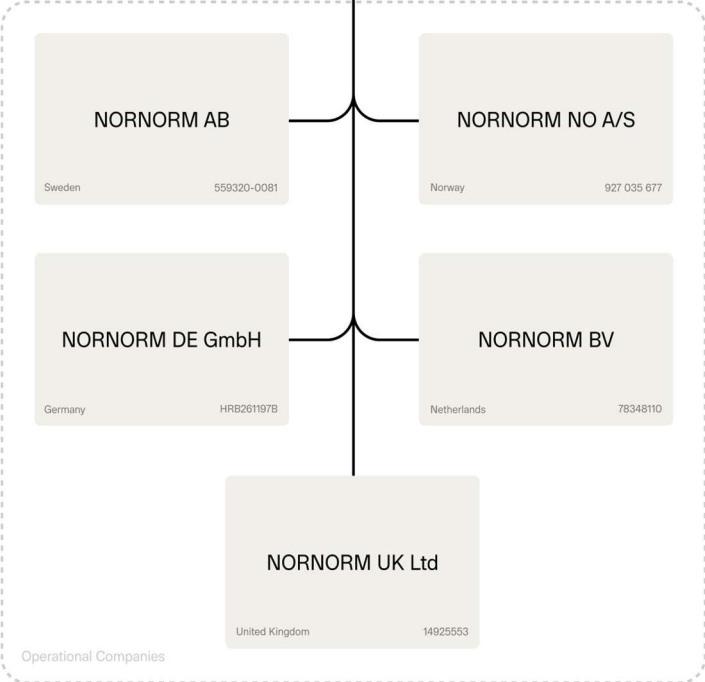 NORNORM AB
Sweden 559320-0081
NORNORM NO A/S
Norway 927 035 677
NORNORM DE GmbH
Germany HRB261197B
NORNORM BV
Netherlands 78348110
NORNORM UK Ltd
United Kingdom 14925553
Operational Companies